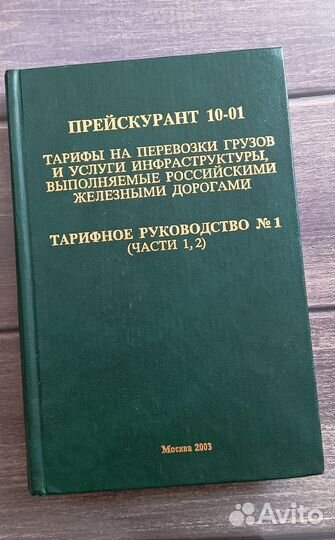 ПРЕЙСКУРАНТ 10-01
ТАРИФЫ НА ПЕРЕВОЗКИ ГРУЗОВ
И УСЛУГИ ИНФРАСТРУКТУРЫ,
ВЫПОЛНЯЕМЫЕ РОССИЙСКИМИ
ЖЕЛЕЗНЫМИ ДОРОГАМИ
ТАРИФНОЕ РУКОВОДСТВО № 1
(ЧАСТИ 1, 2)
Москва 2003
Avito